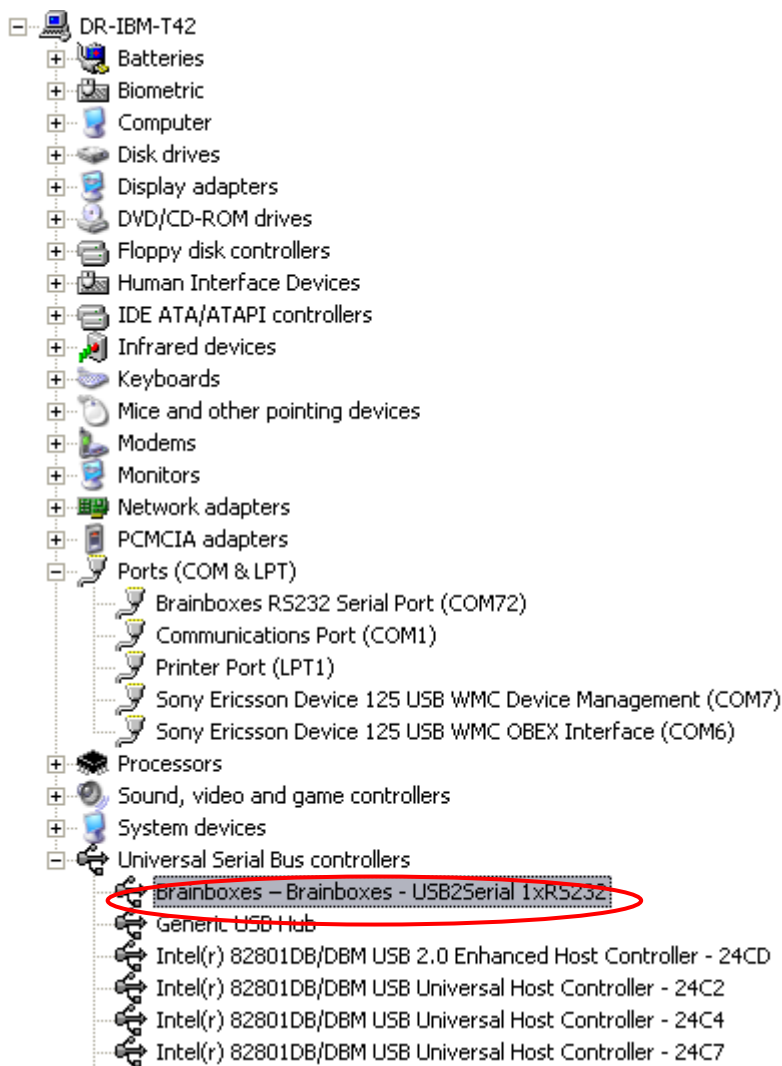 DR-IBM-T42
Batteries
Biometric
Computer
Disk drives
Display adapters
DVD/CD-ROM drives
Floppy disk controllers
Human Interface Devices
IDE ATA/ATAPI controllers
Infrared devices
Keyboards
Mice and other pointing devices
Modems
Monitors
Network adapters
PCMCIA adapters
Ports (COM & LPT)
Brainboxes RS232 Serial Port (COM72)
Communications Port (COM1)
Printer Port (LPT1)
Sony Ericsson Device 125 USB WMC Device Management (COM7)
Sony Ericsson Device 125 USB WMC OBEX Interface (COM6)
Processors
Sound, video and game controllers
System devices
Universal Serial Bus controllers
Brainboxes – Brainboxes - USB2Serial 1xRS232
Generic USB Hub
Intel(r) 82801DB/DBM USB 2.0 Enhanced Host Controller - 24CD
Intel(r) 82801DB/DBM USB Universal Host Controller - 24C2
Intel(r) 82801DB/DBM USB Universal Host Controller - 24C4
Intel(r) 82801DB/DBM USB Universal Host Controller - 24C7